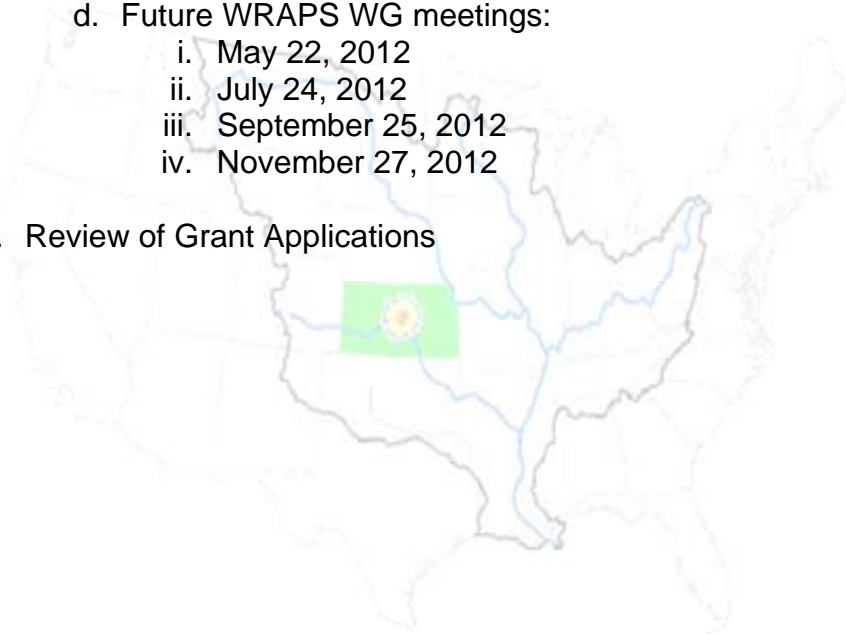 d. Future WRAPS WG meetings:
i. May 22, 2012
ii. July 24, 2012
iii. September 25, 2012
iv. November 27, 2012
. Review of Grant Applications